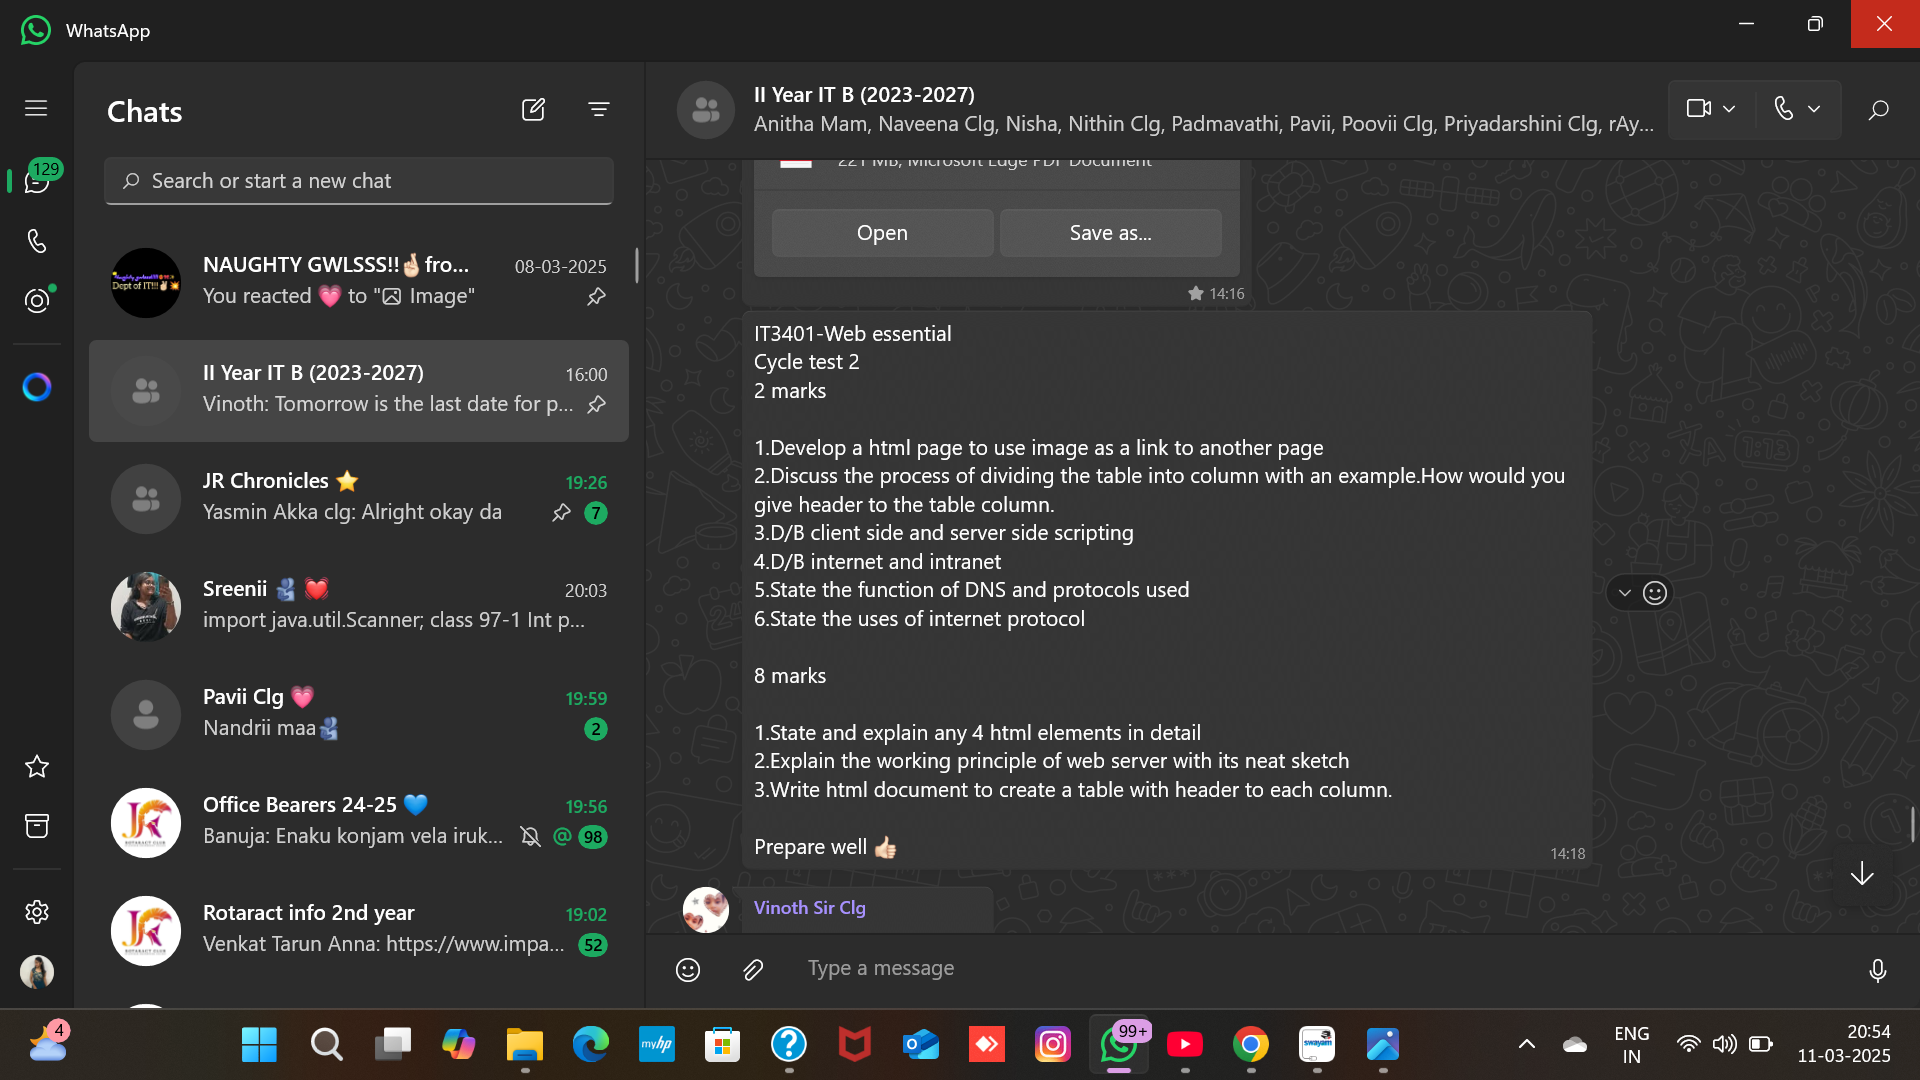 WhatsApp
Chats
129
Search or start a new chat
NAUGHTY GWLSSS!!🤞🏻fro...
08-03-2025
You reacted 💗 to "Image"
II Year IT B (2023-2027)
16:00
Vinoth: Tomorrow is the last date for p...
JR Chronicles ⭐
19:26
Yasmin Akka clg: Alright okay da
7
Sreenii 🫂 💓
20:03
import java.util.Scanner; class 97-1 Int p...
Pavii Clg 💗
19:59
Nandrii maa🫂
2
Office Bearers 24-25 💙
19:56
Banuja: Enaku konjam vela iruk...
@ 98
Rotaract info 2nd year
19:02
Venkat Tarun Anna: https://www.impa...
52
II Year IT B (2023-2027)
Anitha Mam, Naveena Clg, Nisha, Nithin Clg, Padmavathi, Pavii, Poovii Clg, Priyadarshini Clg, rAy...
221 MB, Microsoft Edge PDF Document
Open
Save as...
14:16
IT3401-Web essential
Cycle test 2
2 marks
1.Develop a html page to use image as a link to another page
2.Discuss the process of dividing the table into column with an example.How would you
give header to the table column.
3.D/B client side and server side scripting
4.D/B internet and intranet
5.State the function of DNS and protocols used
6.State the uses of internet protocol
8 marks
1.State and explain any 4 html elements in detail
2.Explain the working principle of web server with its neat sketch
3.Write html document to create a table with header to each column.
Prepare well 👍🏻
14:18
Vinoth Sir Clg
Type a message
4
myhp
99+
swayam
ENG
IN
20:54
11-03-2025